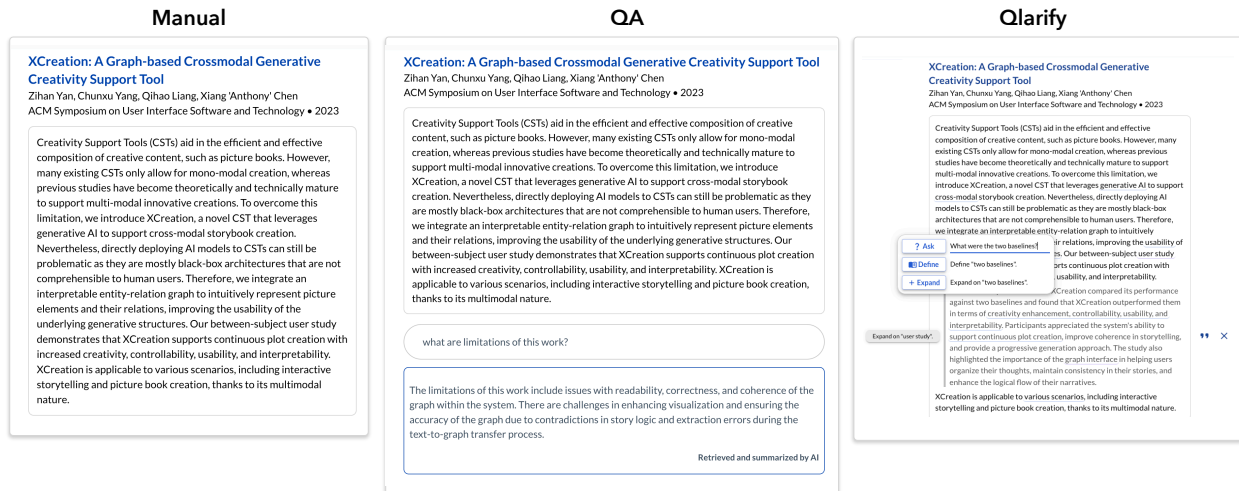 Manual
XCreation: A Graph-based Crossmodal Generative
Creativity Support Tool
Zihan Yan, Chunxu Yang, Qihao Liang, Xiang 'Anthony' Chen
ACM Symposium on User Interface Software and Technology • 2023
Creativity Support Tools (CSTs) aid in the efficient and effective
composition of creative content, such as picture books. However,
many existing CSTs only allow for mono-modal creation, whereas
previous studies have become theoretically and technically mature
to support multi-modal innovative creations. To overcome this
limitation, we introduce XCreation, a novel CST that leverages
generative AI to support cross-modal storybook creation.
Nevertheless, directly deploying AI models to CSTs can still be
problematic as they are mostly black-box architectures that are not
comprehensible to human users. Therefore, we integrate an
interpretable entity-relation graph to intuitively represent picture
elements and their relations, improving the usability of the
underlying generative structures. Our between-subject user study
demonstrates that XCreation supports continuous plot creation with
increased creativity, controllability, usability, and interpretability.
XCreation is applicable to various scenarios, including interactive
storytelling and picture book creation, thanks to its multimodal
nature.
QA
XCreation: A Graph-based Crossmodal Generative Creativity Support Tool
Zihan Yan, Chunxu Yang, Qihao Liang, Xiang 'Anthony' Chen
ACM Symposium on User Interface Software and Technology • 2023
Creativity Support Tools (CSTs) aid in the efficient and effective composition of creative
content, such as picture books. However, many existing CSTs only allow for mono-modal
creation, whereas previous studies have become theoretically and technically mature to
support multi-modal innovative creations. To overcome this limitation, we introduce
XCreation, a novel CST that leverages generative AI to support cross-modal storybook
creation. Nevertheless, directly deploying AI models to CSTs can still be problematic as they
are mostly black-box architectures that are not comprehensible to human users. Therefore,
we integrate an interpretable entity-relation graph to intuitively represent picture elements
and their relations, improving the usability of the underlying generative structures. Our
between-subject user study demonstrates that XCreation supports continuous plot creation
with increased creativity, controllability, usability, and interpretability. XCreation is
applicable to various scenarios, including interactive storytelling and picture book creation,
thanks to its multimodal nature.
what are limitations of this work?
The limitations of this work include issues with readability, correctness, and coherence of the
graph within the system. There are challenges in enhancing visualization and ensuring the
accuracy of the graph due to contradictions in story logic and extraction errors during the
text-to-graph transfer process.
Retrieved and summarized by AI
Qlarify
XCreation: A Graph-based Crossmodal Generative
Creativity Support Tool
Zihan Yan, Chunxu Yang, Qihao Liang, Xiang 'Anthony' Chen
ACM Symposium on User Interface Software and Technology • 2023
Creativity Support Tools (CSTs) aid in the efficient and effective
composition of creative content, such as picture books. However, many
existing CSTs only allow for mono-modal creation, whereas previous
studies have become theoretically and technically mature to support
multi-modal innovative creations. To overcome this limitation, we
introduce XCreation, a novel CST that leverages generative AI to support
cross-modal storybook creation. Nevertheless, directly deploying AI
models to CSTs can still be problematic as they are mostly black-box
architectures that are not comprehensible to human users. Therefore,
we integrate an interpretable entity-relation graph to intuitively
? Ask What were the two baselines? eir relations, improving the usability of
s. Our between-subject user study
Define Define "two baselines". orts continuous plot creation with
usability, and interpretability.
+ Expand Expand on "two baselines".
XCreation compared its performance
against two baselines and found that XCreation outperformed them
in terms of creativity enhancement, controllability, usability, and
interpretability. Participants appreciated the system's ability to
Expand on "user study". support continuous plot creation, improve coherence in storytelling,
and provide a progressive generation approach. The study also
highlighted the importance of the graph interface in helping users
organize their thoughts, maintain consistency in their stories, and
enhance the logical flow of their narratives.
XCreation is applicable to various scenarios, including interactive
storytelling and picture book creation, thanks to its multimodal nature.